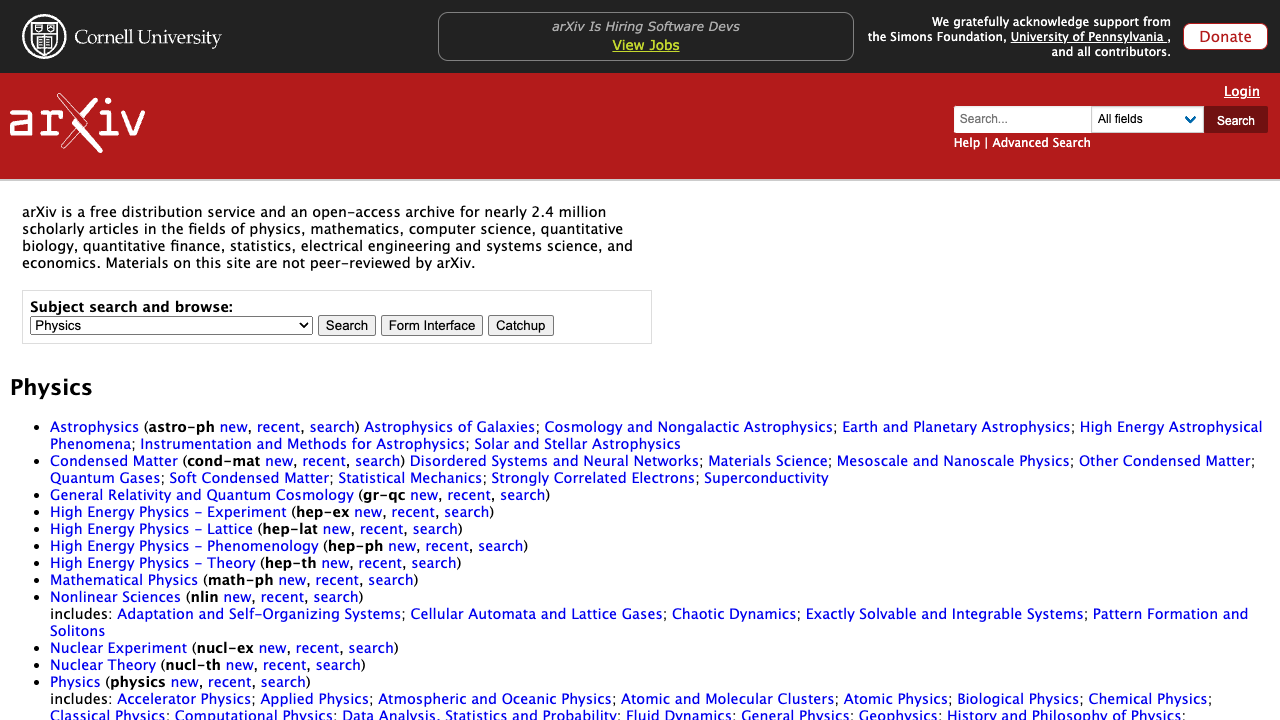 Cornell University
arXiv Is Hiring Software Devs
View Jobs
We gratefully acknowledge support from
the Simons Foundation, University of Pennsylvania ,
and all contributors.
Donate
arXiv
Login
Search...
All fields
Search
Help | Advanced Search
arXiv is a free distribution service and an open-access archive for nearly 2.4 million
scholarly articles in the fields of physics, mathematics, computer science, quantitative
biology, quantitative finance, statistics, electrical engineering and systems science, and
economics. Materials on this site are not peer-reviewed by arXiv.
Subject search and browse:
Physics
Search
Form Interface
Catchup
Physics
• Astrophysics (astro-ph new, recent, search) Astrophysics of Galaxies; Cosmology and Nongalactic Astrophysics; Earth and Planetary Astrophysics; High Energy Astrophysical
Phenomena; Instrumentation and Methods for Astrophysics; Solar and Stellar Astrophysics
• Condensed Matter (cond-mat new, recent, search) Disordered Systems and Neural Networks; Materials Science; Mesoscale and Nanoscale Physics; Other Condensed Matter;
Quantum Gases; Soft Condensed Matter; Statistical Mechanics; Strongly Correlated Electrons; Superconductivity
• General Relativity and Quantum Cosmology (gr-qc new, recent, search)
• High Energy Physics - Experiment (hep-ex new, recent, search)
• High Energy Physics - Lattice (hep-lat new, recent, search)
• High Energy Physics - Phenomenology (hep-ph new, recent, search)
• High Energy Physics - Theory (hep-th new, recent, search)
• Mathematical Physics (math-ph new, recent, search)
• Nonlinear Sciences (nlin new, recent, search)
includes: Adaptation and Self-Organizing Systems; Cellular Automata and Lattice Gases; Chaotic Dynamics; Exactly Solvable and Integrable Systems; Pattern Formation and
Solitons
• Nuclear Experiment (nucl-ex new, recent, search)
• Nuclear Theory (nucl-th new, recent, search)
• Physics (physics new, recent, search)
includes: Accelerator Physics; Applied Physics; Atmospheric and Oceanic Physics; Atomic and Molecular Clusters; Atomic Physics; Biological Physics; Chemical Physics;
Classical Physics; Computational Physics; Data Analysis, Statistics and Probability; Fluid Dynamics; General Physics; Geophysics; History and Philosophy of Physics;